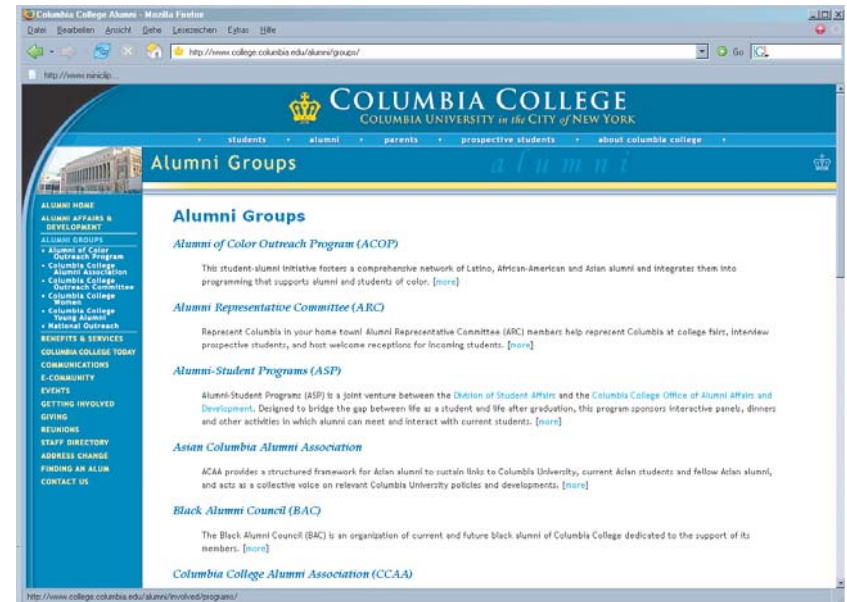 Columbia College Alumni - Mozilla Firefox
Datei Bearbeiten Ansicht Gehe Lesezeichen Extras Hilfe
http://www.college.columbia.edu/alumni/groups/
Go
http://www.miniclip...
COLUMBIA COLLEGE
COLUMBIA UNIVERSITY in the CITY of NEW YORK
students alumni parents prospective students about columbia college
Alumni Groups
alumni
ALUMNI HOME
ALUMNI AFFAIRS &
DEVELOPMENT
ALUMNI GROUPS
• Alumni of Color
Outreach Program
• Columbia College
Alumni Association
• Columbia College
Outreach Committee
• Columbia College
Women
• Columbia College
Young Alumni
• National Outreach
BENEFITS & SERVICES
COLUMBIA COLLEGE TODAY
COMMUNICATIONS
E-COMMUNITY
EVENTS
GETTING INVOLVED
GIVING
REUNIONS
STAFF DIRECTORY
ADDRESS CHANGE
FINDING AN ALUM
CONTACT US
Alumni Groups
Alumni of Color Outreach Program (ACOP)
This student-alumni initiative fosters a comprehensive network of Latino, African-American and Asian alumni and integrates them into
programming that supports alumni and students of color. [more]
Alumni Representative Committee (ARC)
Represent Columbia in your home town! Alumni Representative Committee (ARC) members help represent Columbia at college fairs, interview
prospective students, and host welcome receptions for incoming students. [more]
Alumni-Student Programs (ASP)
Alumni-Student Programs (ASP) is a joint venture between the Division of Student Affairs and the Columbia College Office of Alumni Affairs and
Development. Designed to bridge the gap between life as a student and life after graduation, this program sponsors interactive panels, dinners
and other activities in which alumni can meet and interact with current students. [more]
Asian Columbia Alumni Association
ACAA provides a structured framework for Asian alumni to sustain links to Columbia University, current Asian students and fellow Asian alumni,
and acts as a collective voice on relevant Columbia University policies and developments. [more]
Black Alumni Council (BAC)
The Black Alumni Council (BAC) is an organization of current and future black alumni of Columbia College dedicated to the support of its
members. [more]
Columbia College Alumni Association (CCAA)
http://www.college.columbia.edu/alumni/involved/programs/